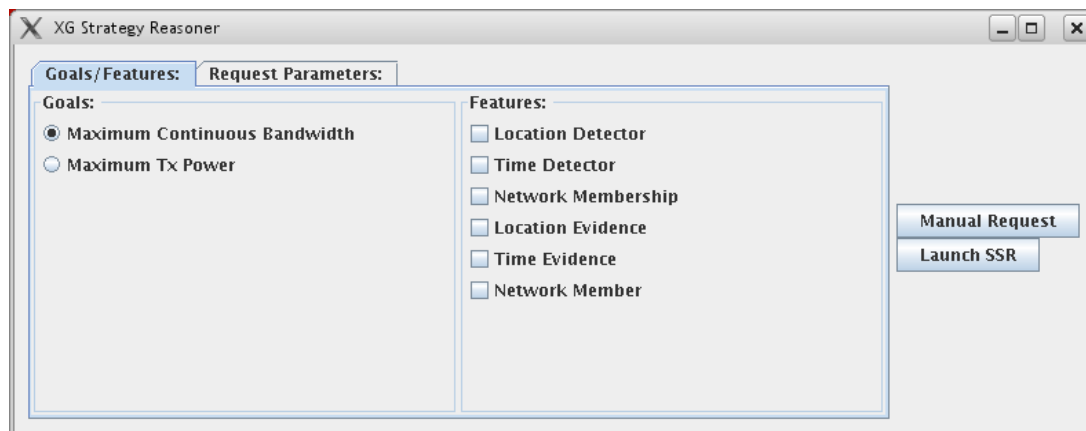 XG Strategy Reasoner
Goals/Features:
Request Parameters:
Goals:
Maximum Continuous Bandwidth
Maximum Tx Power
Features:
Location Detector
Time Detector
Network Membership
Location Evidence
Time Evidence
Network Member
Manual Request
Launch SSR